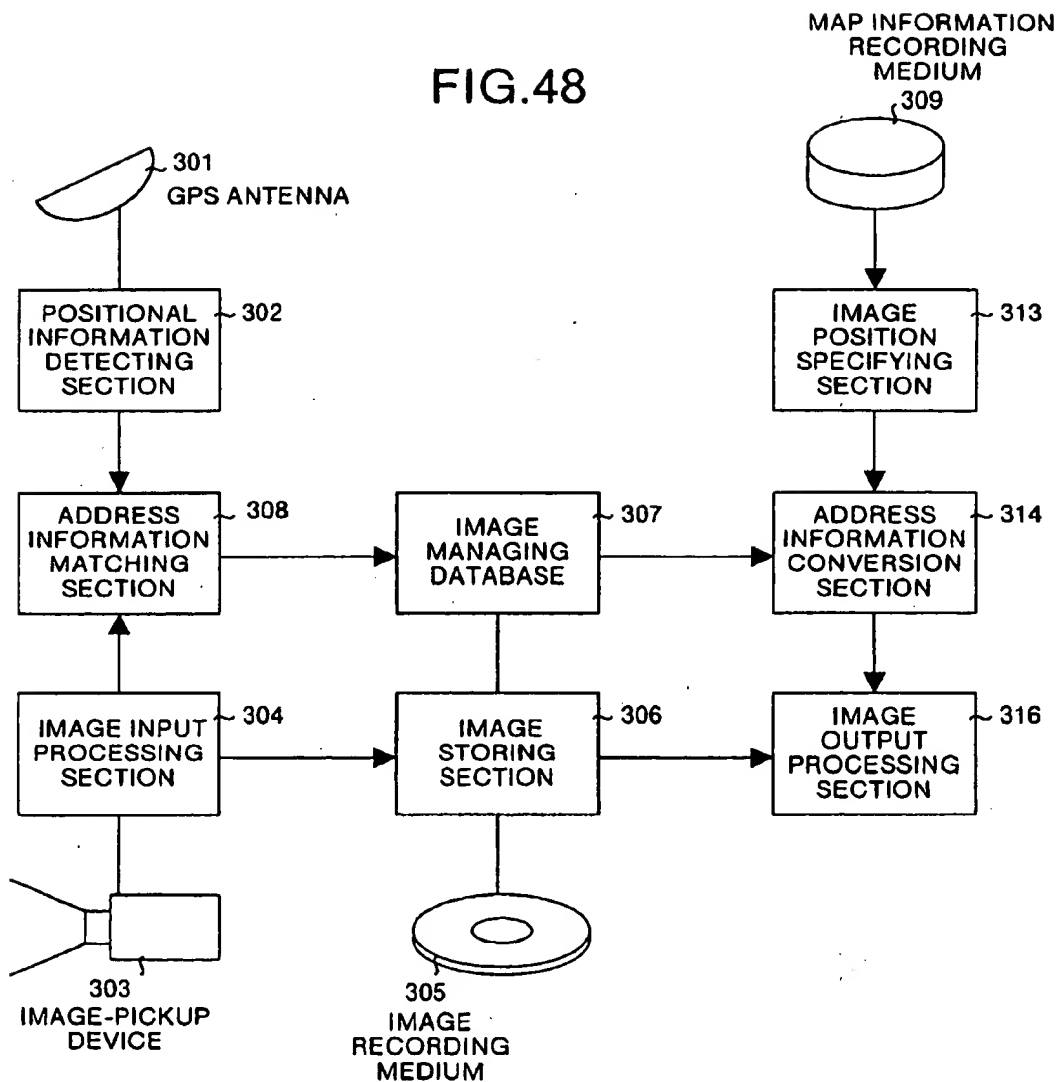 FIG.48
MAP INFORMATION
RECORDING
MEDIUM
309
301
GPS ANTENNA
POSITIONAL
INFORMATION
DETECTING
SECTION
302
IMAGE
POSITION
SPECIFYING
SECTION
313
ADDRESS
INFORMATION
MATCHING
SECTION
308
IMAGE
MANAGING
DATABASE
307
ADDRESS
INFORMATION
CONVERSION
SECTION
314
IMAGE INPUT
PROCESSING
SECTION
304
IMAGE
STORING
SECTION
306
IMAGE
OUTPUT
PROCESSING
SECTION
316
303
IMAGE-PICKUP
DEVICE
305
IMAGE
RECORDING
MEDIUM